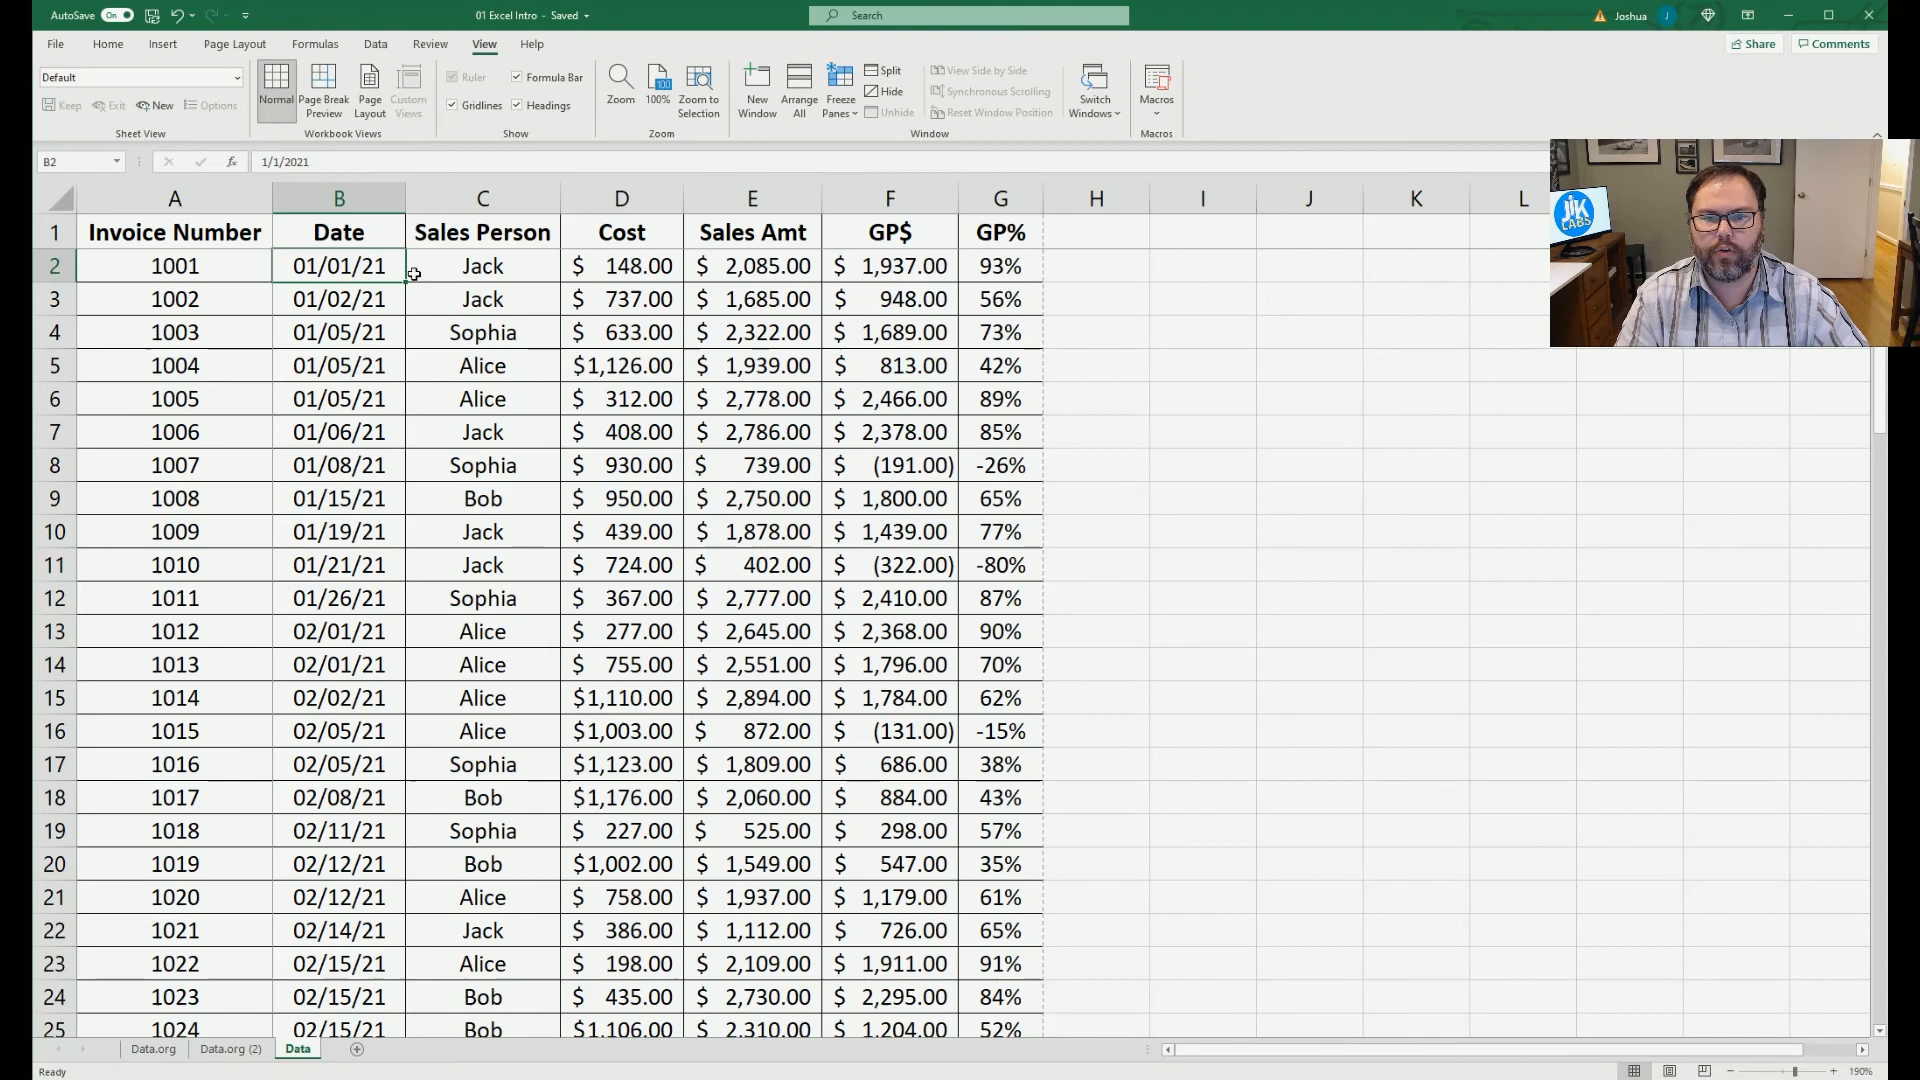 AutoSave On 01 Excel Intro - Saved Search Joshua J
File Home Insert Page Layout Formulas Data Review View Help Share Comments
Default
Keep Exit New Options
Sheet View
Normal Page Break Preview Page Layout Custom Views
Workbook Views
Ruler Formula Bar
Gridlines Headings
Show
Zoom 100% Zoom to Selection
Zoom
New Window Arrange All Freeze Panes
Split
Hide
Unhide
View Side by Side
Synchronous Scrolling
Reset Window Position
Switch Windows
Window
Macros
Macros
B2 fx 1/1/2021
JiK LABS
A B C D E F G H I J K L
1 Invoice Number Date Sales Person Cost Sales Amt GP$ GP%
2 1001 01/01/21 Jack $ 148.00 $ 2,085.00 $ 1,937.00 93%
3 1002 01/02/21 Jack $ 737.00 $ 1,685.00 $ 948.00 56%
4 1003 01/05/21 Sophia $ 633.00 $ 2,322.00 $ 1,689.00 73%
5 1004 01/05/21 Alice $1,126.00 $ 1,939.00 $ 813.00 42%
6 1005 01/05/21 Alice $ 312.00 $ 2,778.00 $ 2,466.00 89%
7 1006 01/06/21 Jack $ 408.00 $ 2,786.00 $ 2,378.00 85%
8 1007 01/08/21 Sophia $ 930.00 $ 739.00 $ (191.00) -26%
9 1008 01/15/21 Bob $ 950.00 $ 2,750.00 $ 1,800.00 65%
10 1009 01/19/21 Jack $ 439.00 $ 1,878.00 $ 1,439.00 77%
11 1010 01/21/21 Jack $ 724.00 $ 402.00 $ (322.00) -80%
12 1011 01/26/21 Sophia $ 367.00 $ 2,777.00 $ 2,410.00 87%
13 1012 02/01/21 Alice $ 277.00 $ 2,645.00 $ 2,368.00 90%
14 1013 02/01/21 Alice $ 755.00 $ 2,551.00 $ 1,796.00 70%
15 1014 02/02/21 Alice $1,110.00 $ 2,894.00 $ 1,784.00 62%
16 1015 02/05/21 Alice $1,003.00 $ 872.00 $ (131.00) -15%
17 1016 02/05/21 Sophia $1,123.00 $ 1,809.00 $ 686.00 38%
18 1017 02/08/21 Bob $1,176.00 $ 2,060.00 $ 884.00 43%
19 1018 02/11/21 Sophia $ 227.00 $ 525.00 $ 298.00 57%
20 1019 02/12/21 Bob $1,002.00 $ 1,549.00 $ 547.00 35%
21 1020 02/12/21 Alice $ 758.00 $ 1,937.00 $ 1,179.00 61%
22 1021 02/14/21 Jack $ 386.00 $ 1,112.00 $ 726.00 65%
23 1022 02/15/21 Alice $ 198.00 $ 2,109.00 $ 1,911.00 91%
24 1023 02/15/21 Bob $ 435.00 $ 2,730.00 $ 2,295.00 84%
25 1024 02/15/21 Bob $1,106.00 $ 2,310.00 $ 1,204.00 52%
Data.org Data.org (2) Data
Ready 190%